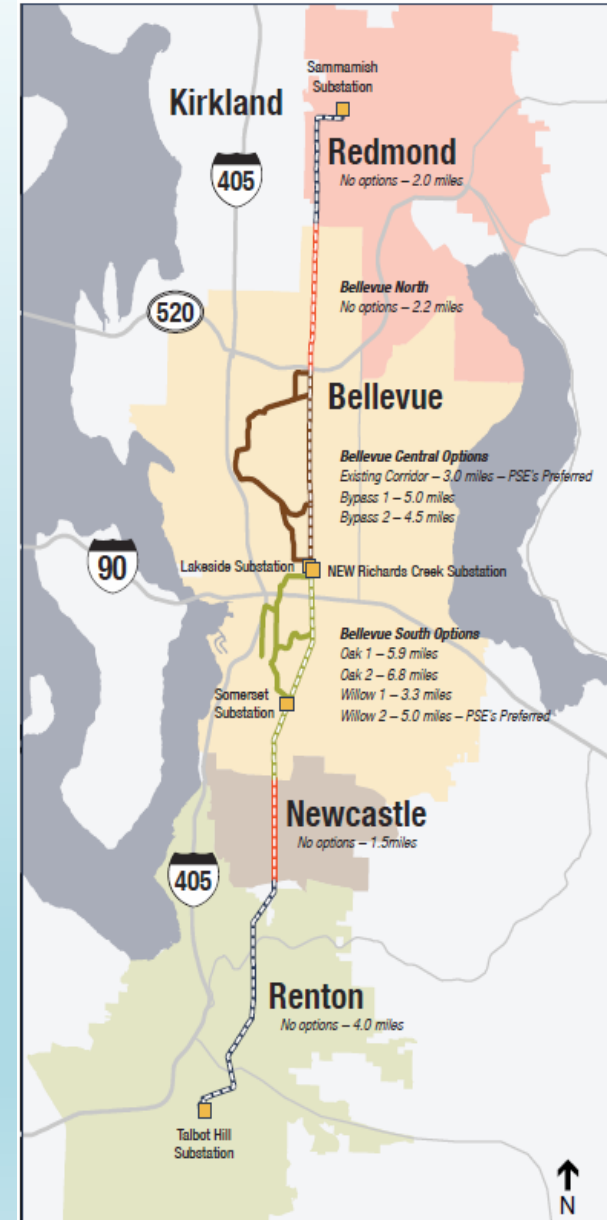 Sammamish
Substation
Kirkland
Redmond
No options – 2.0 miles
405
Bellevue North
No options – 2.2 miles
520
Bellevue
Bellevue Central Options
Existing Corridor – 3.0 miles – PSE's Preferred
Bypass 1 – 5.0 miles
Bypass 2 – 4.5 miles
90
Lakeside Substation
NEW Richards Creek Substation
Bellevue South Options
Oak 1 – 5.9 miles
Oak 2 – 6.8 miles
Willow 1 – 3.3 miles
Willow 2 – 5.0 miles – PSE's Preferred
Somerset
Substation
Newcastle
No options – 1.5miles
405
Renton
No options – 4.0 miles
Talbot Hill
Substation
N